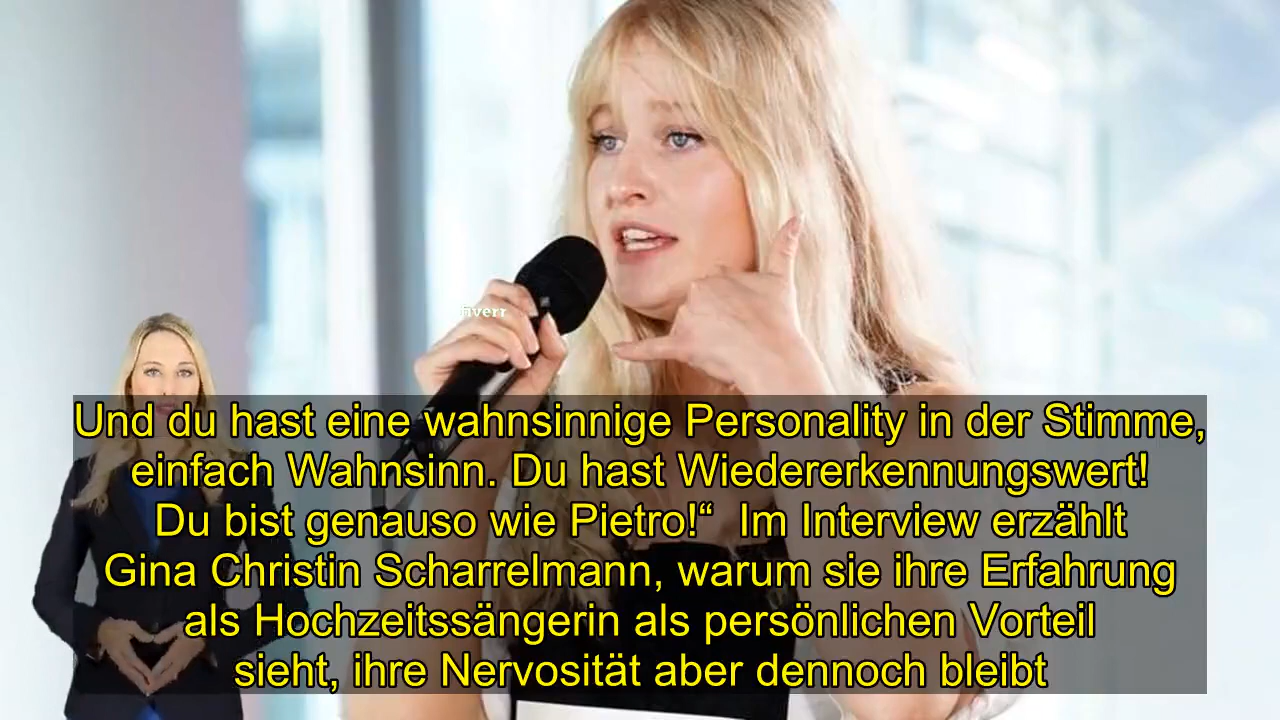 fiverr
Und du hast eine wahnsinnige Personality in der Stimme,
einfach Wahnsinn. Du hast Wiedererkennungswert!
Du bist genauso wie Pietro!“ Im Interview erzählt
Gina Christin Scharrelmann, warum sie ihre Erfahrung
als Hochzeitssängerin als persönlichen Vorteil
sieht, ihre Nervosität aber dennoch bleibt